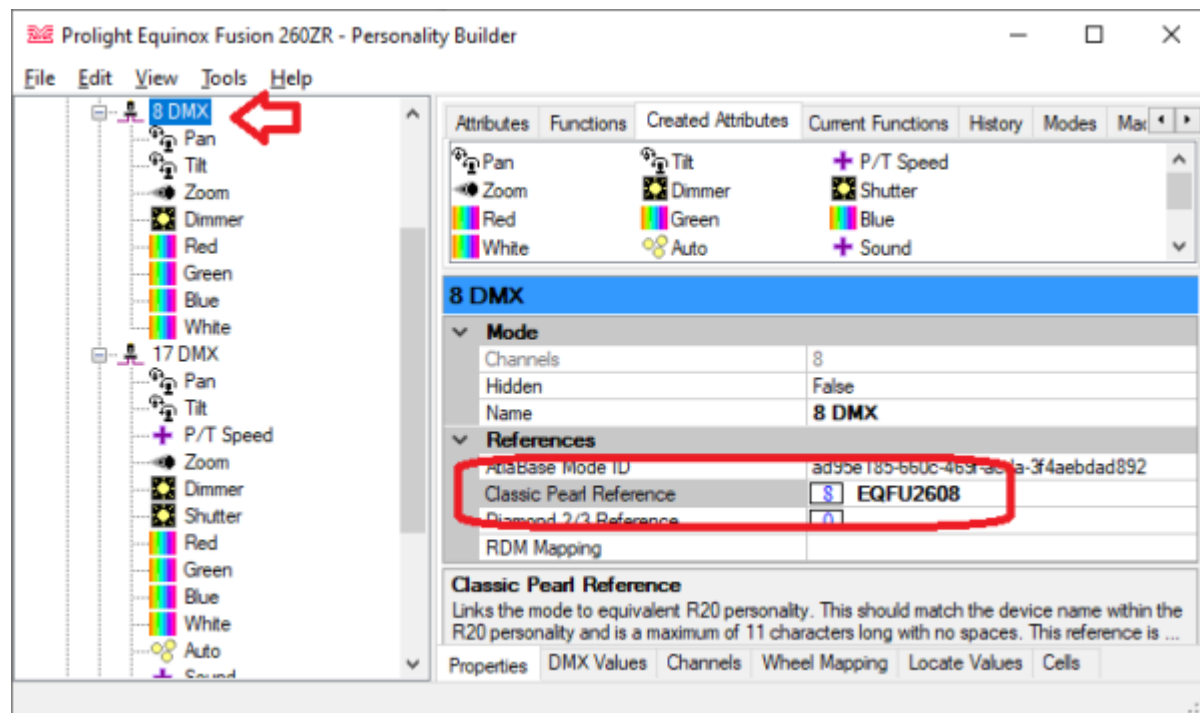 Prolight Equinox Fusion 260ZR - Personality Builder
File Edit View Tools Help
8 DMX
Pan
Tilt
Zoom
Dimmer
Red
Green
Blue
White
17 DMX
Pan
Tilt
P/T Speed
Zoom
Dimmer
Shutter
Red
Green
Blue
White
Auto
Sound
Attributes Functions Created Attributes Current Functions History Modes Mac
Pan Tilt P/T Speed
Zoom Dimmer Shutter
Red Green Blue
White Auto Sound
8 DMX
Mode
Channels 8
Hidden False
Name 8 DMX
References
AtlaBase Mode ID
Classic Pearl Reference S EQFU2608
Diamond 2/3 Reference 0
RDM Mapping
Classic Pearl Reference
Links the mode to equivalent R20 personality. This should match the device name within the
R20 personality and is a maximum of 11 characters long with no spaces. This reference is ...
Properties DMX Values Channels Wheel Mapping Locate Values Cells